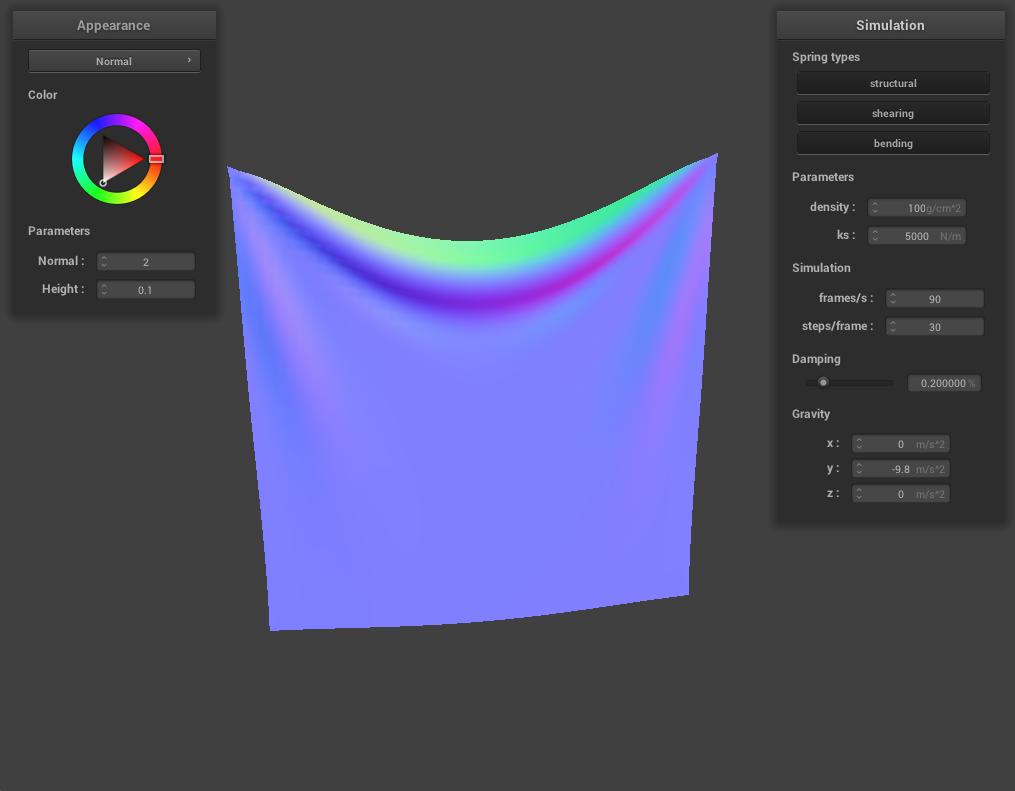 Appearance
Normal ›
Color
Parameters
Normal : 2
Height : 0.1
Simulation
Spring types
structural
shearing
bending
Parameters
density : 100g/cm^2
ks : 5000 N/m
Simulation
frames/s : 90
steps/frame : 30
Damping
0.200000 %
Gravity
x : 0 m/s^2
y : -9.8 m/s^2
z : 0 m/s^2